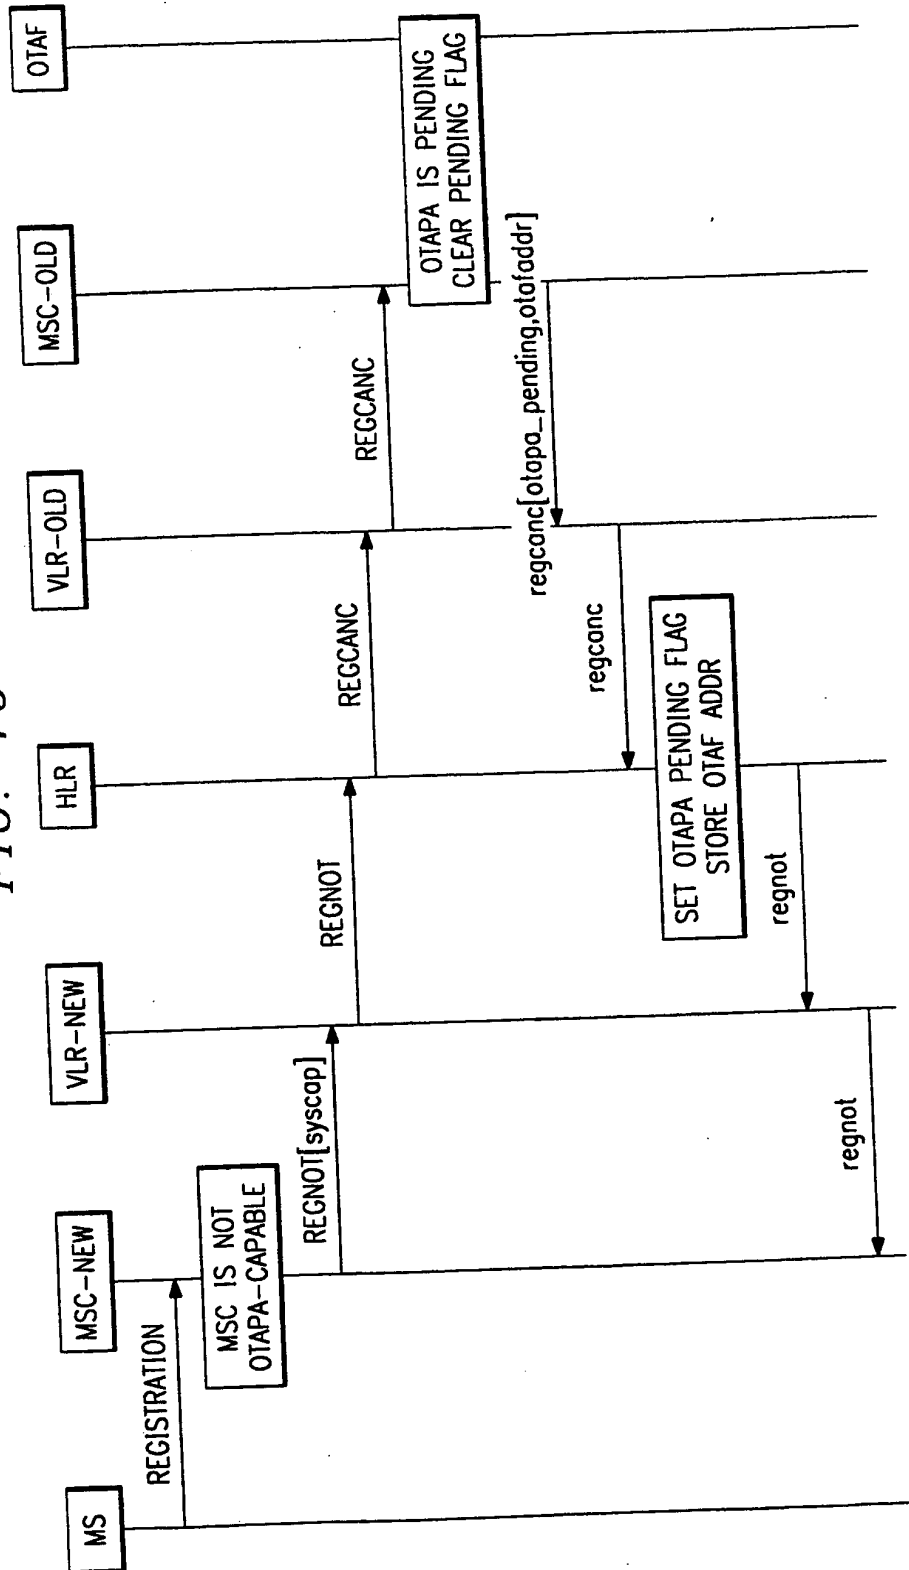 MS
MSC-NEW
VLR-NEW
HLR
VLR-OLD
MSC-OLD
OTAF
REGISTRATION
MSC IS NOT
OTAPA-CAPABLE
REGNOT[syscap]
REGNOT
REGCANC
REGCANC
OTAPA IS PENDING
CLEAR PENDING FLAG
regcanc[otapa_pending,otafaddr]
regcanc
SET OTAPA PENDING FLAG
STORE OTAF ADDR
regnot
regnot